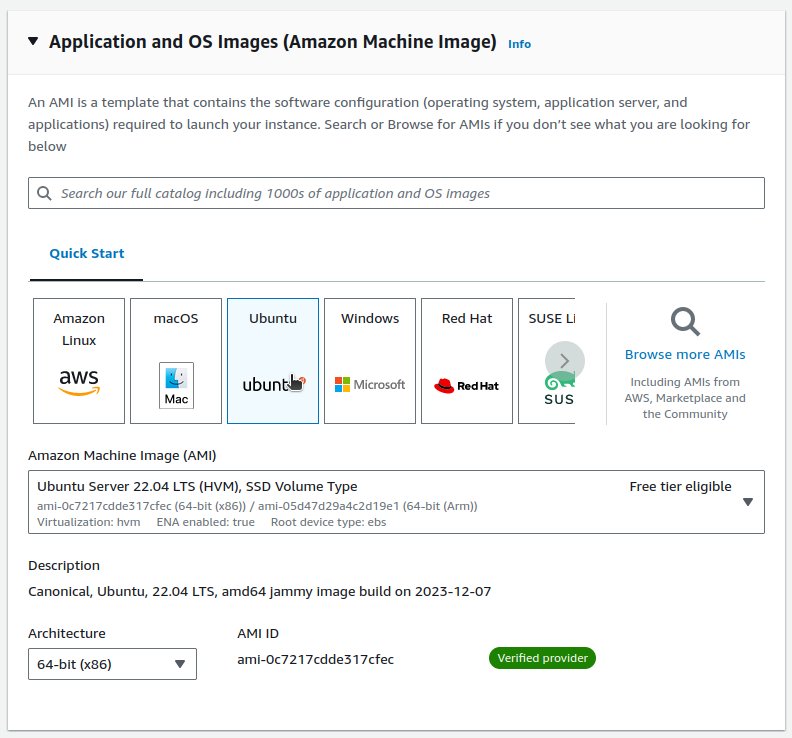 Application and OS Images (Amazon Machine Image) Info
An AMI is a template that contains the software configuration (operating system, application server, and
applications) required to launch your instance. Search or Browse for AMIs if you don't see what you are looking for
below
Search our full catalog including 1000s of application and OS images
Quick Start
Amazon
Linux
aws
macOS
Mac
Ubuntu
ubunt
Windows
Microsoft
Red Hat
Red Hat
SUSE Li
SUS
Browse more AMIs
Including AMIs from
AWS, Marketplace and
the Community
Amazon Machine Image (AMI)
Ubuntu Server 22.04 LTS (HVM), SSD Volume Type Free tier eligible
ami-0c7217cdde317cfec (64-bit (x86)) / ami-05d47d29a4c2d19e1 (64-bit (Arm))
Virtualization: hvm ENA enabled: true Root device type: ebs
Description
Canonical, Ubuntu, 22.04 LTS, amd64 jammy image build on 2023-12-07
Architecture AMI ID
64-bit (x86) ami-0c7217cdde317cfec Verified provider